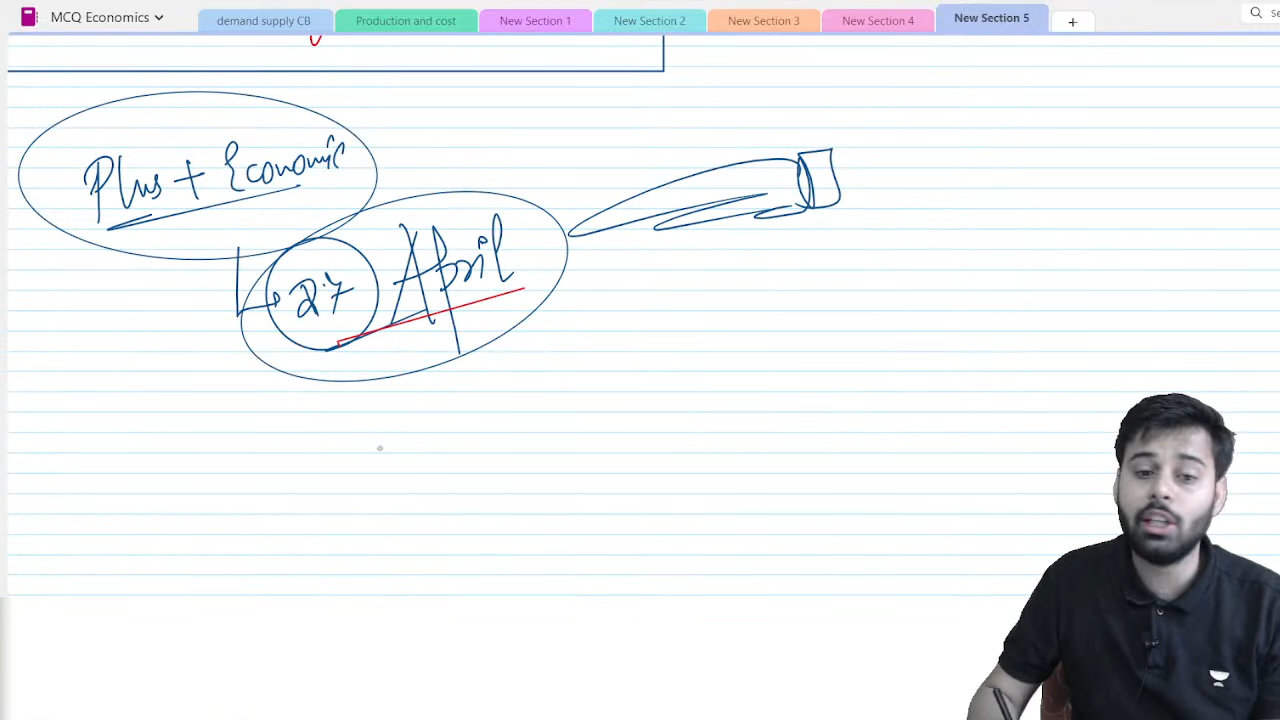 MCQ Economics
demand supply CB
Production and cost
New Section 1
New Section 2
New Section 3
New Section 4
New Section 5
+
Plus + Economic
27 April